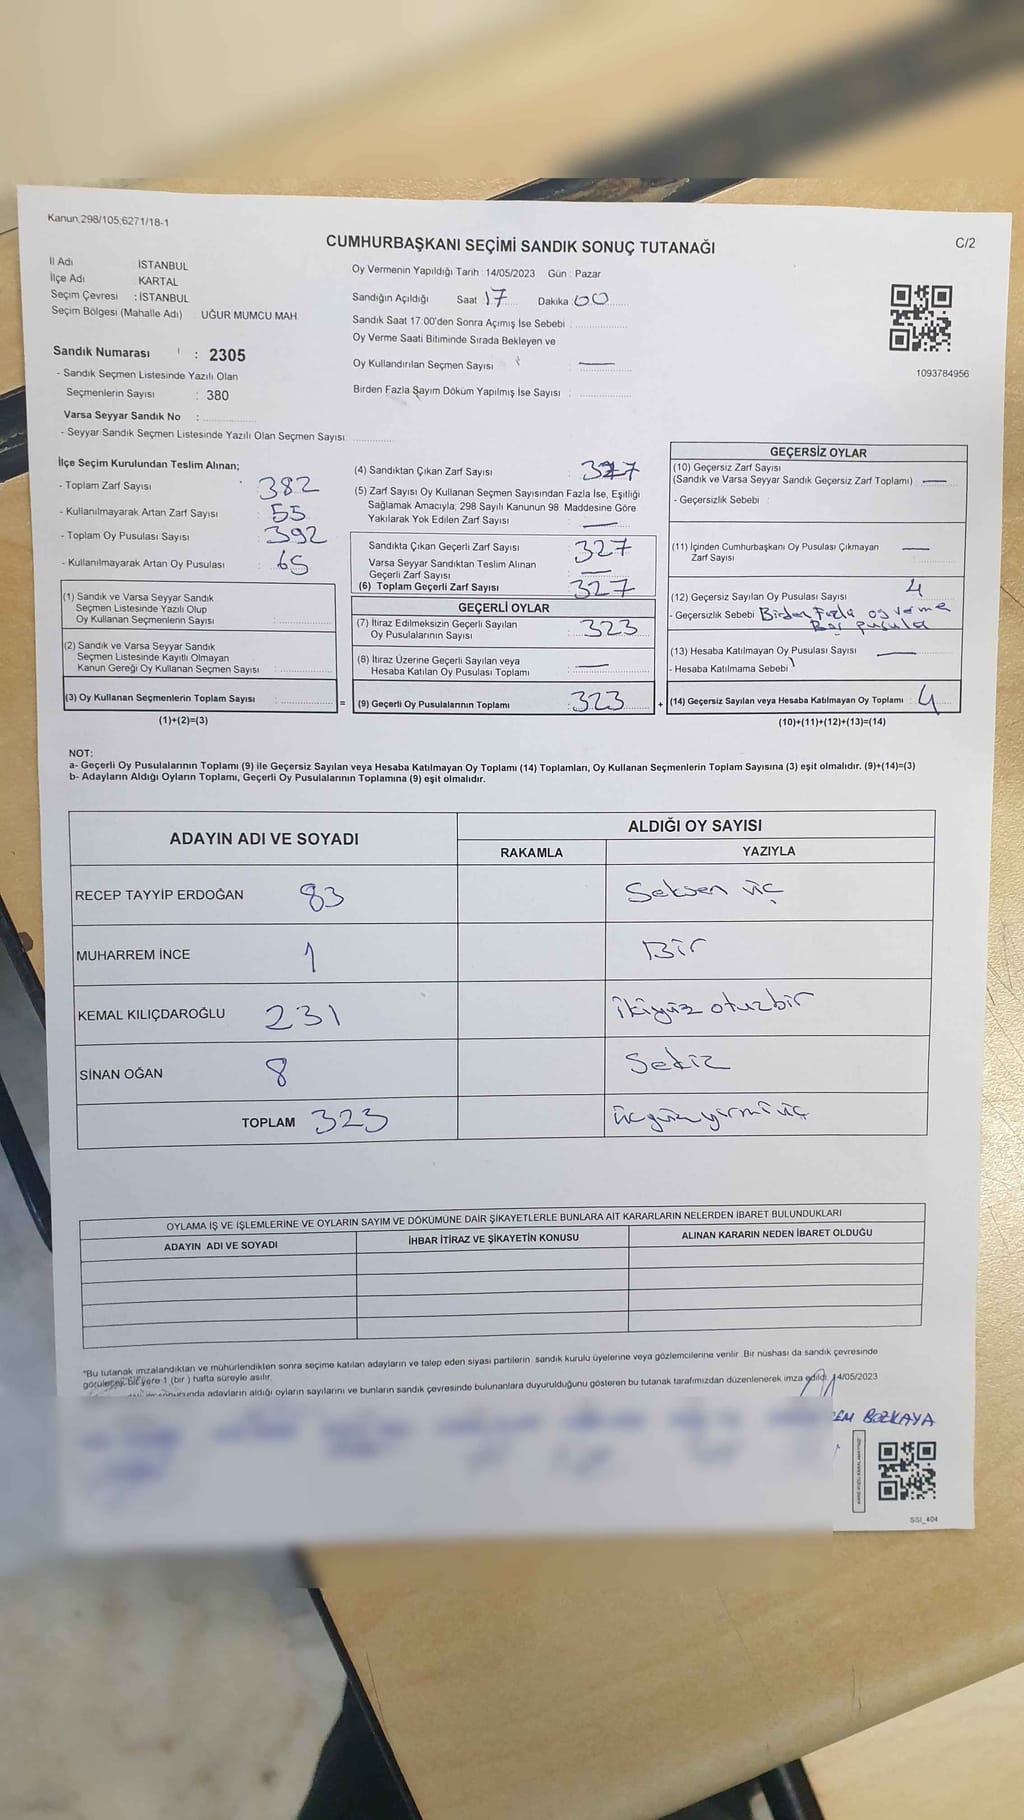 Kanun,298/105,6271/18-1
C/2
CUMHURBAŞKANI SEÇİMİ SANDIK SONUÇ TUTANAĞI
İl Adı İSTANBUL
İlçe Adı KARTAL
Seçim Çevresi : İSTANBUL
Seçim Bölgesi (Mahalle Adı) UĞUR MUMCU MAH
Sandık Numarası : 2305
- Sandık Seçmen Listesinde Yazılı Olan
Seçmenlerin Sayısı : 380
Varsa Seyyar Sandık No :
- Seyyar Sandık Seçmen Listesinde Yazılı Olan Seçmen Sayısı
Oy Vermenin Yapıldığı Tarih : 14/05/2023 Gün : Pazar
Sandığın Açıldığı Saat 17 Dakika : 00
Sandık Saat 17:00'den Sonra Açımış İse Sebebi :
Oy Verme Saati Bitiminde Sırada Bekleyen ve
Oy Kullandırılan Seçmen Sayısı : —
Birden Fazla Sayım Döküm Yapılmış İse Sayısı :
1093784956
İlçe Seçim Kurulundan Teslim Alınan;
- Toplam Zarf Sayısı : 382
- Kullanılmayarak Artan Zarf Sayısı : 55
- Toplam Oy Pusulası Sayısı : 392
- Kullanılmayarak Artan Oy Pusulası : 65
(1) Sandık ve Varsa Seyyar Sandık
Seçmen Listesinde Yazılı Olup
Oy Kullanan Seçmenlerin Sayısı :
(2) Sandık ve Varsa Seyyar Sandık
Seçmen Listesinde Kayıtlı Olmayan
Kanun Gereği Oy Kullanan Seçmen Sayısı :
(3) Oy Kullanan Seçmenlerin Toplam Sayısı : =
(1)+(2)=(3)
(4) Sandıktan Çıkan Zarf Sayısı : 327
(5) Zarf Sayısı Oy Kullanan Seçmen Sayısından Fazla İse, Eşitliği
Sağlamak Amacıyla; 298 Sayılı Kanunun 98. Maddesine Göre
Yakılarak Yok Edilen Zarf Sayısı : —
Sandıkta Çıkan Geçerli Zarf Sayısı : 327
Varsa Seyyar Sandıktan Teslim Alınan
Geçerli Zarf Sayısı : —
(6) Toplam Geçerli Zarf Sayısı : 327
GEÇERLİ OYLAR
(7) İtiraz Edilmeksizin Geçerli Sayılan
Oy Pusulalarının Sayısı : 323
(8) İtiraz Üzerine Geçerli Sayılan veya
Hesaba Katılan Oy Pusulası Toplamı : —
(9) Geçerli Oy Pusulalarının Toplamı : 323 +
GEÇERSİZ OYLAR
(10) Geçersiz Zarf Sayısı
(Sandık ve Varsa Seyyar Sandık Geçersiz Zarf Toplamı) : —
- Geçersizlik Sebebi :
(11) İçinden Cumhurbaşkanı Oy Pusulası Çıkmayan
Zarf Sayısı : —
(12) Geçersiz Sayılan Oy Pusulası Sayısı : 4
- Geçersizlik Sebebi Birden Fazla oy verme
Boş pusula
(13) Hesaba Katılmayan Oy Pusulası Sayısı : —
- Hesaba Katılmama Sebebi
(14) Geçersiz Sayılan veya Hesaba Katılmayan Oy Toplamı : 4
(10)+(11)+(12)+(13)=(14)
NOT:
a- Geçerli Oy Pusulalarının Toplamı (9) ile Geçersiz Sayılan veya Hesaba Katılmayan Oy Toplamı (14) Toplamları, Oy Kullanan Seçmenlerin Toplam Sayısına (3) eşit olmalıdır. (9)+(14)=(3)
b- Adayların Aldığı Oyların Toplamı, Geçerli Oy Pusulalarının Toplamına (9) eşit olmalıdır.
ADAYIN ADI VE SOYADI ALDIĞI OY SAYISI
RAKAMLA YAZIYLA
RECEP TAYYİP ERDOĞAN 83 Seksen üç
MUHARREM İNCE 1 Bir
KEMAL KILIÇDAROĞLU 231 ikiyüz otuzbir
SİNAN OĞAN 8 Sekiz
TOPLAM 323 üçyüzyirmi üç
OYLAMA İŞ VE İŞLEMLERİNE VE OYLARIN SAYIM VE DÖKÜMÜNE DAİR ŞİKAYETLERLE BUNLARA AİT KARARLARIN NELERDEN İBARET BULUNDUKLARI
ADAYIN ADI VE SOYADI İHBAR İTİRAZ VE ŞİKAYETİN KONUSU ALINAN KARARIN NEDEN İBARET OLDUĞU
"Bu tutanak imzalandıktan ve mühürlendikten sonra seçime katılan adayların ve talep eden siyasi partilerin sandık kurulu üyelerine veya gözlemcilerine verilir. Bir nüshası da sandık çevresinde
görülecek bir yere 1 (bir ) hafta süreyle asılır.
adayların aldığı oyların sayılarını ve bunların sandık çevresinde bulunanlara duyurulduğunu gösteren bu tutanak tarafımızdan düzenlenerek imza edildi. 14/05/2023
BOZKAYA
SSI_404